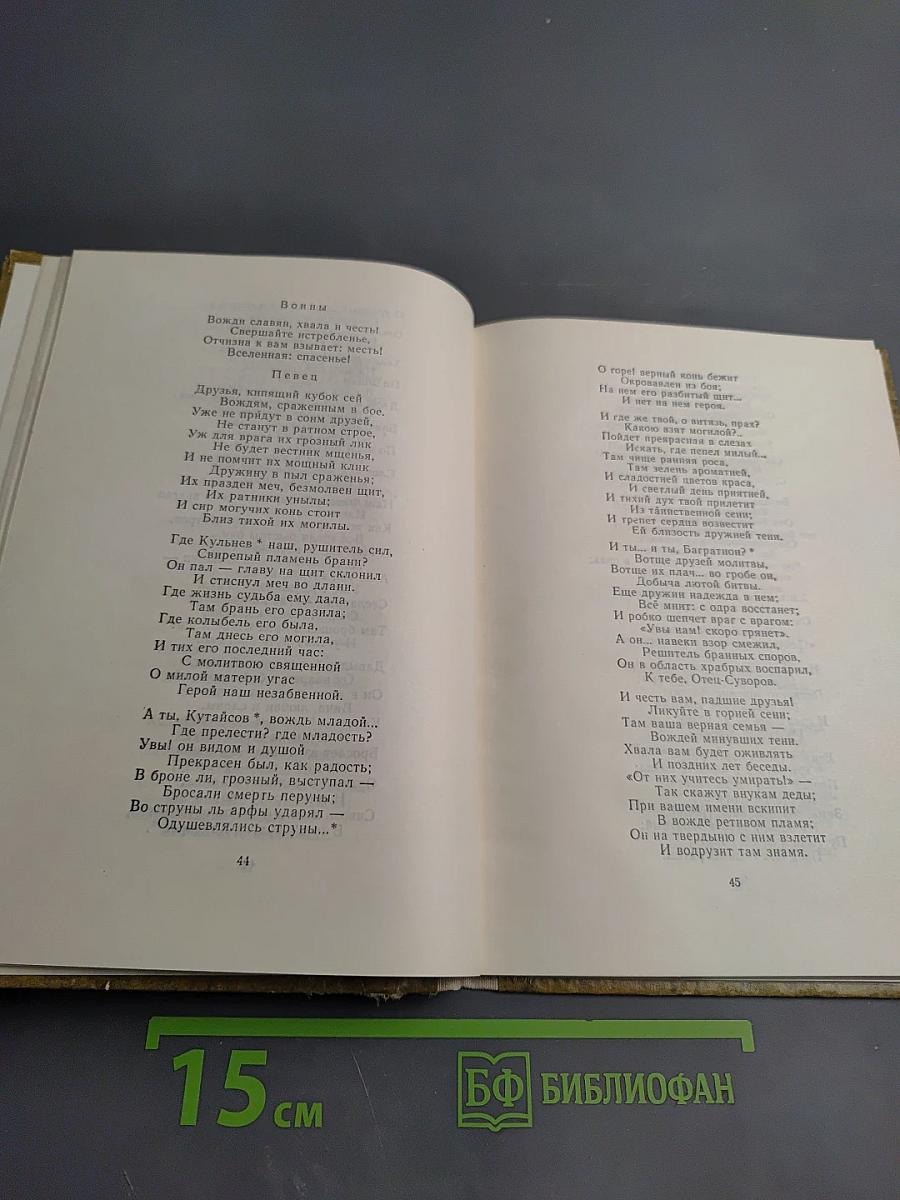 Воины
Вожди славян, хвала и честь!
Свершайте истребленье,
Отчизна к вам взывает: месть!
Вселенная: спасенье!
Певец
Друзья, кипящий кубок сей
Вождям, сраженным в бое.
Уже не придут в сонм друзей,
Не станут в ратном строе,
Уж для врага их грозный лик
Не будет вестник мщенья,
И не помчит их мощный клик
Дружину в пыл сраженья;
Их празден меч, безмолвен щит,
Их ратники унылы;
И сир могучих конь стоит
Близ тихой их могилы.
Где Кульнев * наш, рушитель сил,
Свирепый пламень брани?
Он пал — главу на щит склонил
И стиснул меч во длани.
Где жизнь судьба ему дала,
Там брань его сразила;
Где колыбель его была,
Там днесь его могила,
И тих его последний час:
С молитвою священной
О милой матери угас
Герой наш незабвенной.
А ты, Кутайсов *, вождь младой...
Где прелести? где младость?
Увы! он видом и душой
Прекрасен был, как радость;
В броне ли, грозный, выступал —
Бросали смерть перуны;
Во струны ль арфы ударял —
Одушевлялись струны...*
44
О горе! верный конь бежит
Окровавлен из боя;
На нем его разбитый щит...
И нет на нем героя.
И где же твой, о витязь, прах?
Какою взят могилой?..
Пойдет прекрасная в слезах
Искать, где пепел милый...
Там чище ранняя роса,
Там зелень ароматней,
И сладостней цветов краса,
И светлый день приятней,
И тихий дух твой прилетит
Из таинственной сени;
И трепет сердца возвестит
Ей близость дружней тени.
И ты... и ты, Багратион? *
Вотще друзей молитвы,
Вотще их плач... во гробе он,
Добыча лютой битвы.
Еще дружин надежда в нем;
Всё мнит: с одра восстанет;
И робко шепчет враг с врагом:
«Увы нам! скоро грянет».
А он... навеки взор смежил,
Решитель бранных споров,
Он в область храбрых воспарил,
К тебе, Отец-Суворов.
И честь вам, падшие друзья!
Ликуйте в горней сени;
Там ваша верная семья —
Вождей минувших тени.
Хвала вам будет оживлять
И поздних лет беседы.
«От них учитесь умирать!» —
Так скажут внукам деды;
При вашем имени вскипит
В вожде ретивом пламя;
Он на твердыню с ним взлетит
И водрузит там знамя.
45
15 см
БФ БИБЛИОФАН